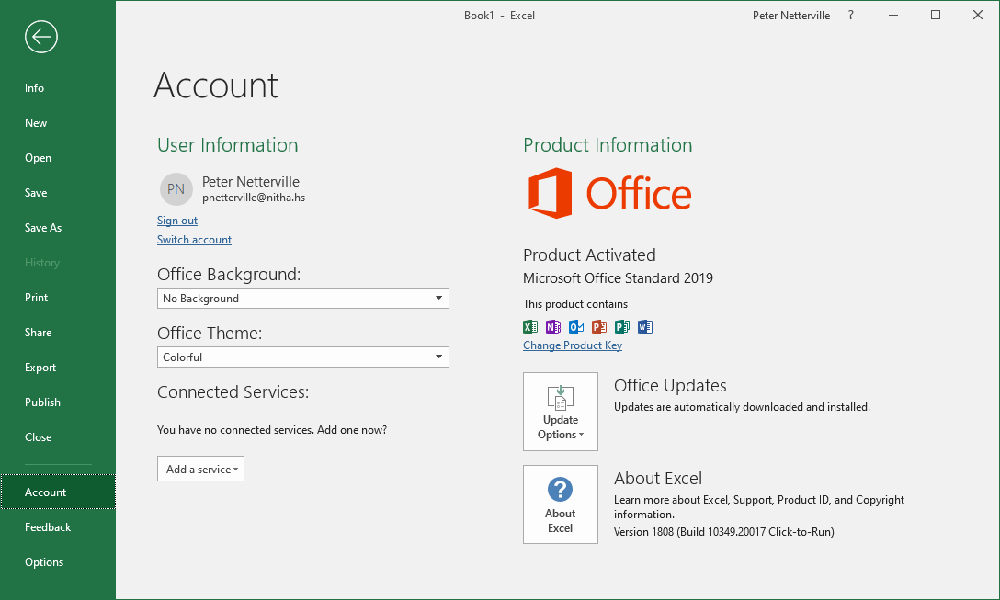 Book1 - Excel
Peter Netterville ?
Info
New
Open
Save
Save As
History
Print
Share
Export
Publish
Close
Account
Feedback
Options
Account
User Information
PN
Peter Netterville
pnetterville@nitha.hs
Sign out
Switch account
Office Background:
No Background
Office Theme:
Colorful
Connected Services:
You have no connected services. Add one now?
Add a service
Product Information
Office
Product Activated
Microsoft Office Standard 2019
This product contains
X N O P P W
Change Product Key
Update
Options
Office Updates
Updates are automatically downloaded and installed.
?
About
Excel
About Excel
Learn more about Excel, Support, Product ID, and Copyright
information.
Version 1808 (Build 10349.20017 Click-to-Run)